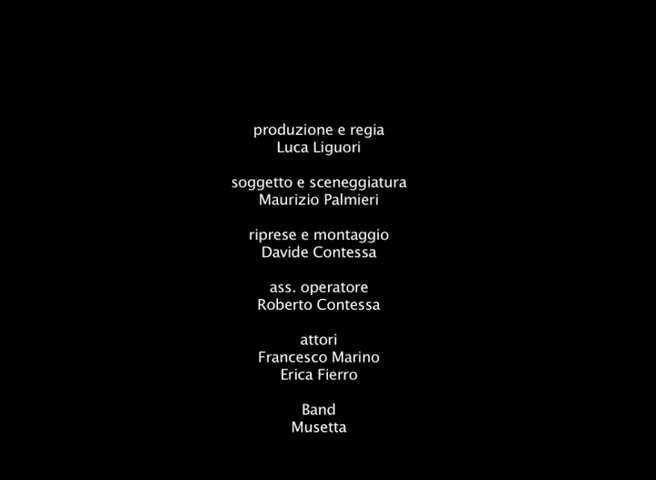 produzione e regia
Luca Liguori
soggetto e sceneggiatura
Maurizio Palmieri
riprese e montaggio
Davide Contessa
ass. operatore
Roberto Contessa
attori
Francesco Marino
Erica Fierro
Band
Musetta